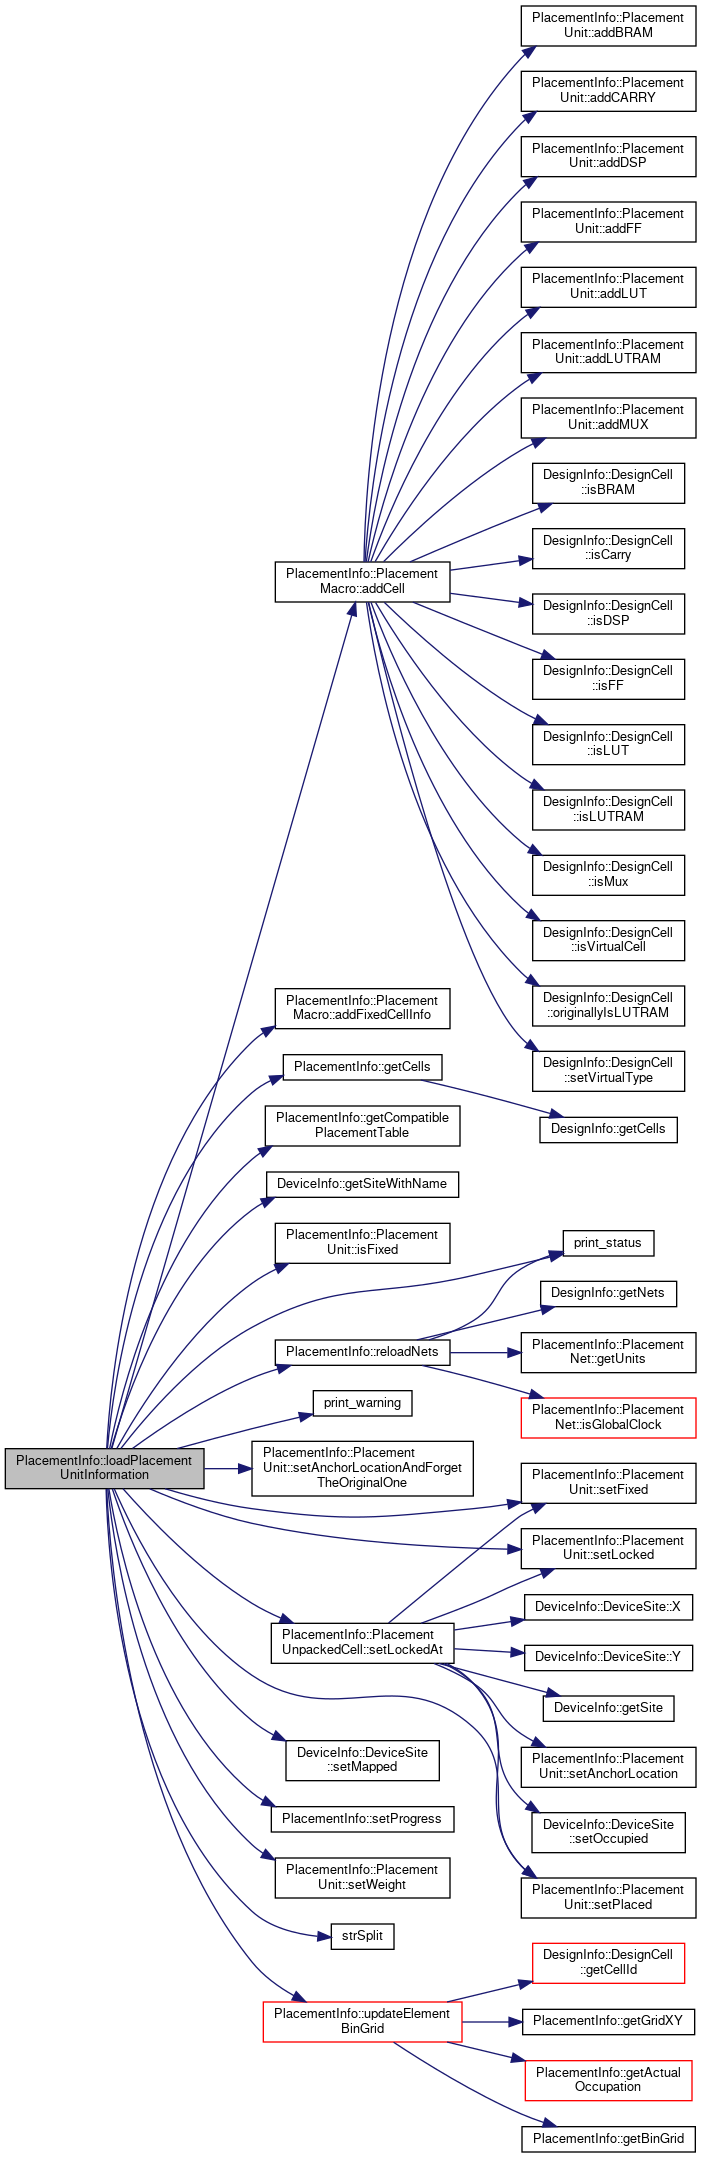 PlacementInfo::Placement
Unit::addBRAM
PlacementInfo::Placement
Unit::addCARRY
PlacementInfo::Placement
Unit::addDSP
PlacementInfo::Placement
Unit::addFF
PlacementInfo::Placement
Unit::addLUT
PlacementInfo::Placement
Unit::addLUTRAM
PlacementInfo::Placement
Unit::addMUX
DesignInfo::DesignCell
::isBRAM
DesignInfo::DesignCell
::isCarry
PlacementInfo::Placement
Macro::addCell
DesignInfo::DesignCell
::isDSP
DesignInfo::DesignCell
::isFF
DesignInfo::DesignCell
::isLUT
DesignInfo::DesignCell
::isLUTRAM
DesignInfo::DesignCell
::isMux
DesignInfo::DesignCell
::isVirtualCell
DesignInfo::DesignCell
::originallyIsLUTRAM
PlacementInfo::Placement
Macro::addFixedCellInfo
DesignInfo::DesignCell
::setVirtualType
PlacementInfo::getCells
DesignInfo::getCells
PlacementInfo::getCompatible
PlacementTable
DeviceInfo::getSiteWithName
PlacementInfo::Placement
Unit::isFixed
print_status
DesignInfo::getNets
PlacementInfo::reloadNets
PlacementInfo::Placement
Net::getUnits
print_warning
PlacementInfo::Placement
Net::isGlobalClock
PlacementInfo::loadPlacement
UnitInformation
PlacementInfo::Placement
Unit::setAnchorLocationAndForget
TheOriginalOne
PlacementInfo::Placement
Unit::setFixed
PlacementInfo::Placement
Unit::setLocked
DeviceInfo::DeviceSite::X
PlacementInfo::Placement
UnpackedCell::setLockedAt
DeviceInfo::DeviceSite::Y
DeviceInfo::getSite
DeviceInfo::DeviceSite
::setMapped
PlacementInfo::Placement
Unit::setAnchorLocation
PlacementInfo::setProgress
DeviceInfo::DeviceSite
::setOccupied
PlacementInfo::Placement
Unit::setWeight
PlacementInfo::Placement
Unit::setPlaced
strSplit
DesignInfo::DesignCell
::getCellId
PlacementInfo::updateElement
BinGrid
PlacementInfo::getGridXY
PlacementInfo::getActual
Occupation
PlacementInfo::getBinGrid